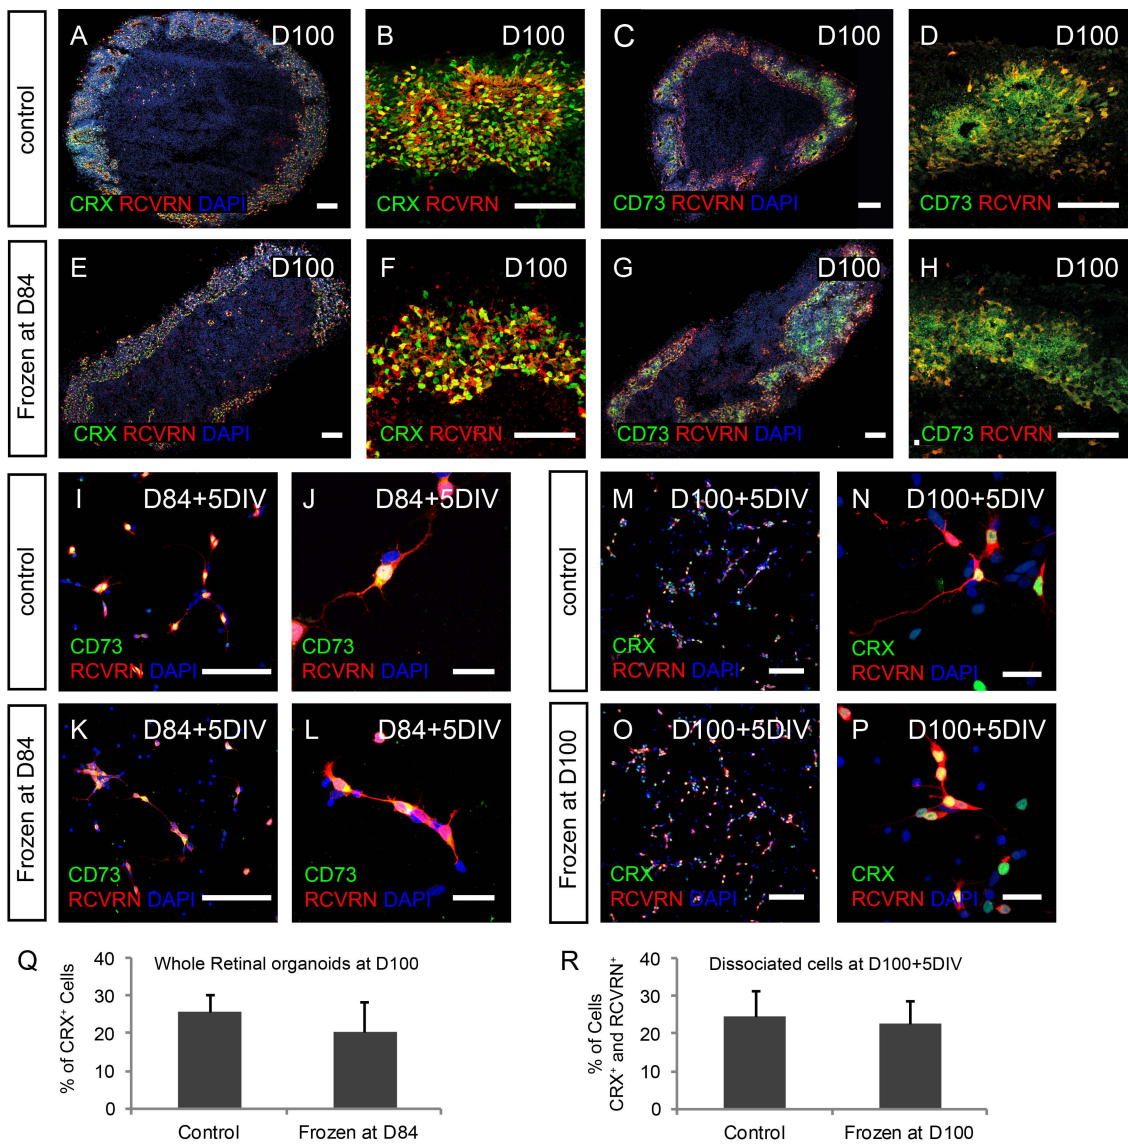 control
A D100
CRX RCVRN DAPI
B D100
CRX RCVRN
C D100
CD73 RCVRN DAPI
D D100
CD73 RCVRN
Frozen at D84
E D100
CRX RCVRN DAPI
F D100
CRX RCVRN
G D100
CD73 RCVRN DAPI
H D100
CD73 RCVRN
control
I D84+5DIV
CD73
RCVRN DAPI
J D84+5DIV
CD73
RCVRN DAPI
control
M D100+5DIV
CRX
RCVRN DAPI
N D100+5DIV
CRX
RCVRN DAPI
Frozen at D84
K D84+5DIV
CD73
RCVRN DAPI
L D84+5DIV
CD73
RCVRN DAPI
Frozen at D100
O D100+5DIV
CRX
RCVRN DAPI
P D100+5DIV
CRX
RCVRN DAPI
Q
Whole Retinal organoids at D100
% of CRX⁺ Cells
40
30
20
10
0
Control Frozen at D84
R
Dissociated cells at D100+5DIV
% of Cells
CRX⁺ and RCVRN⁺
40
30
20
10
0
Control Frozen at D100